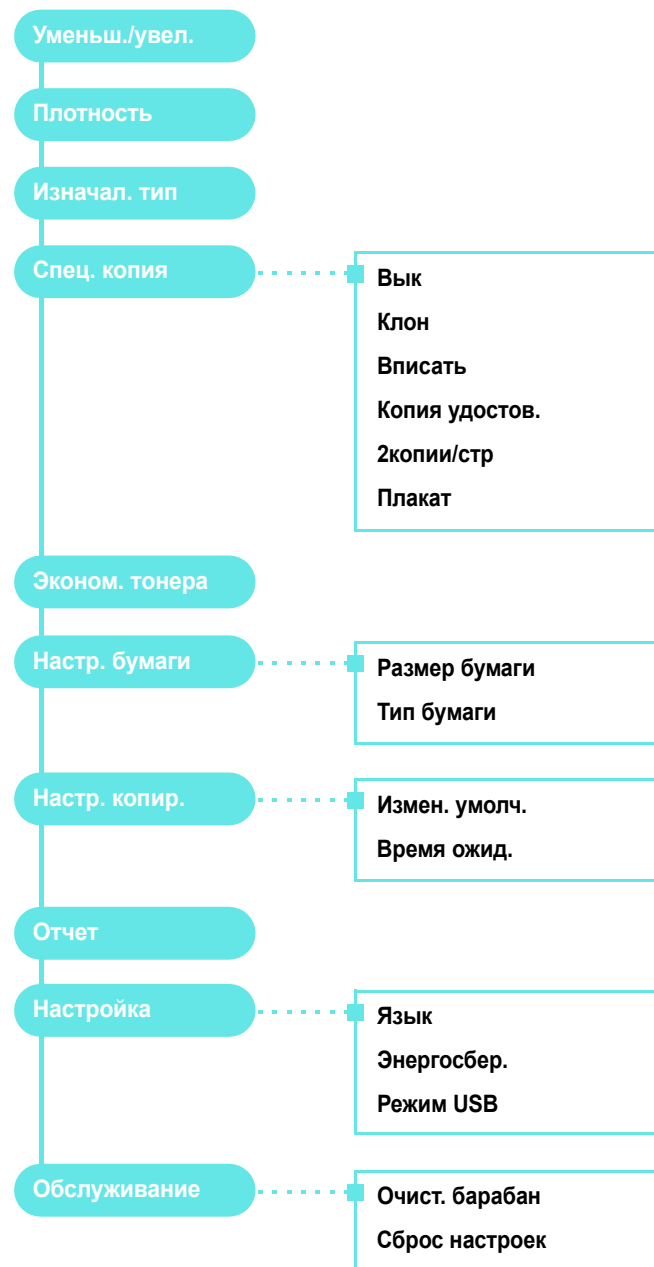 Уменьш./увел.
Плотность
Изначал. тип
Спец. копия
Вык
Клон
Вписать
Копия удостов.
2копии/стр
Плакат
Эконом. тонера
Настр. бумаги
Размер бумаги
Тип бумаги
Настр. копир.
Измен. умолч.
Время ожид.
Отчет
Настройка
Язык
Энергосбер.
Режим USB
Обслуживание
Очист. барабан
Сброс настроек